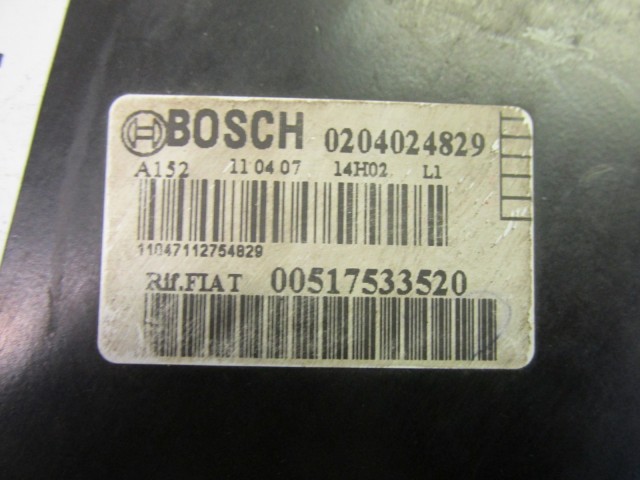 BOSCH 0204024829
A152 11 04 07 14H02 L1
11047112754829
Rif.FIAT 00517533520